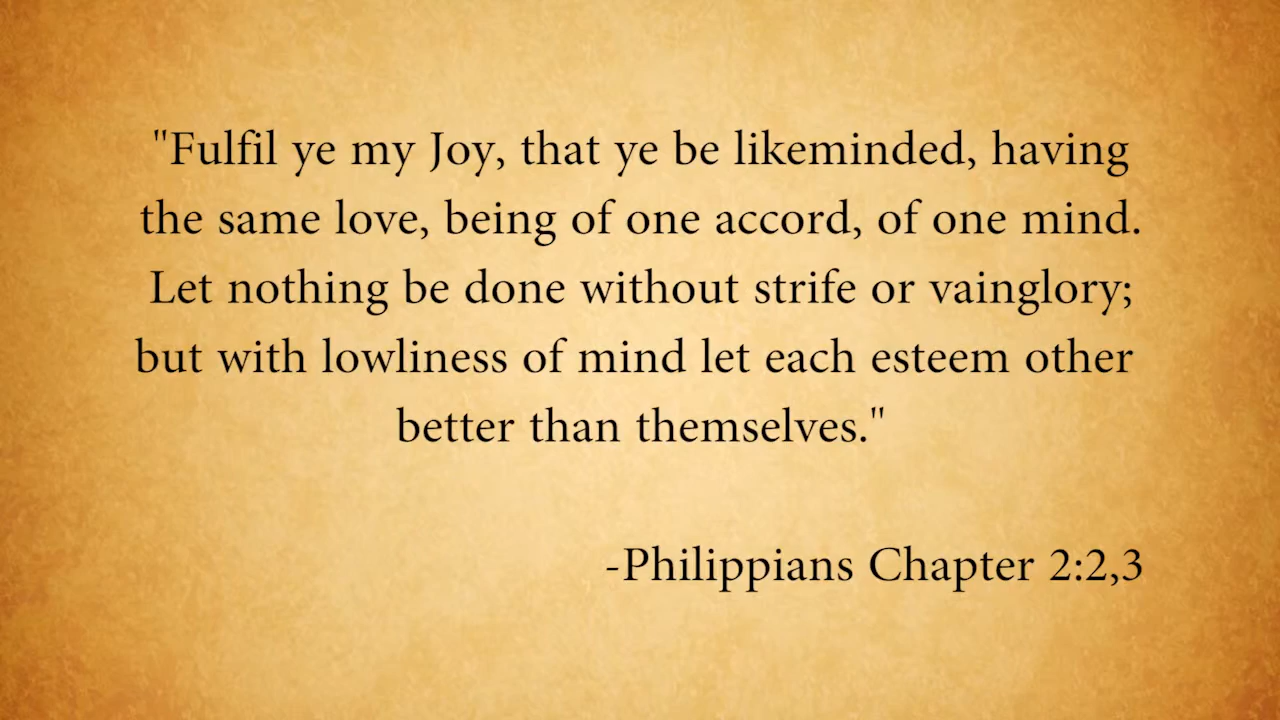 "Fulfil ye my Joy, that ye be likeminded, having
the same love, being of one accord, of one mind.
Let nothing be done without strife or vainglory;
but with lowliness of mind let each esteem other
better than themselves."
-Philippians Chapter 2:2,3